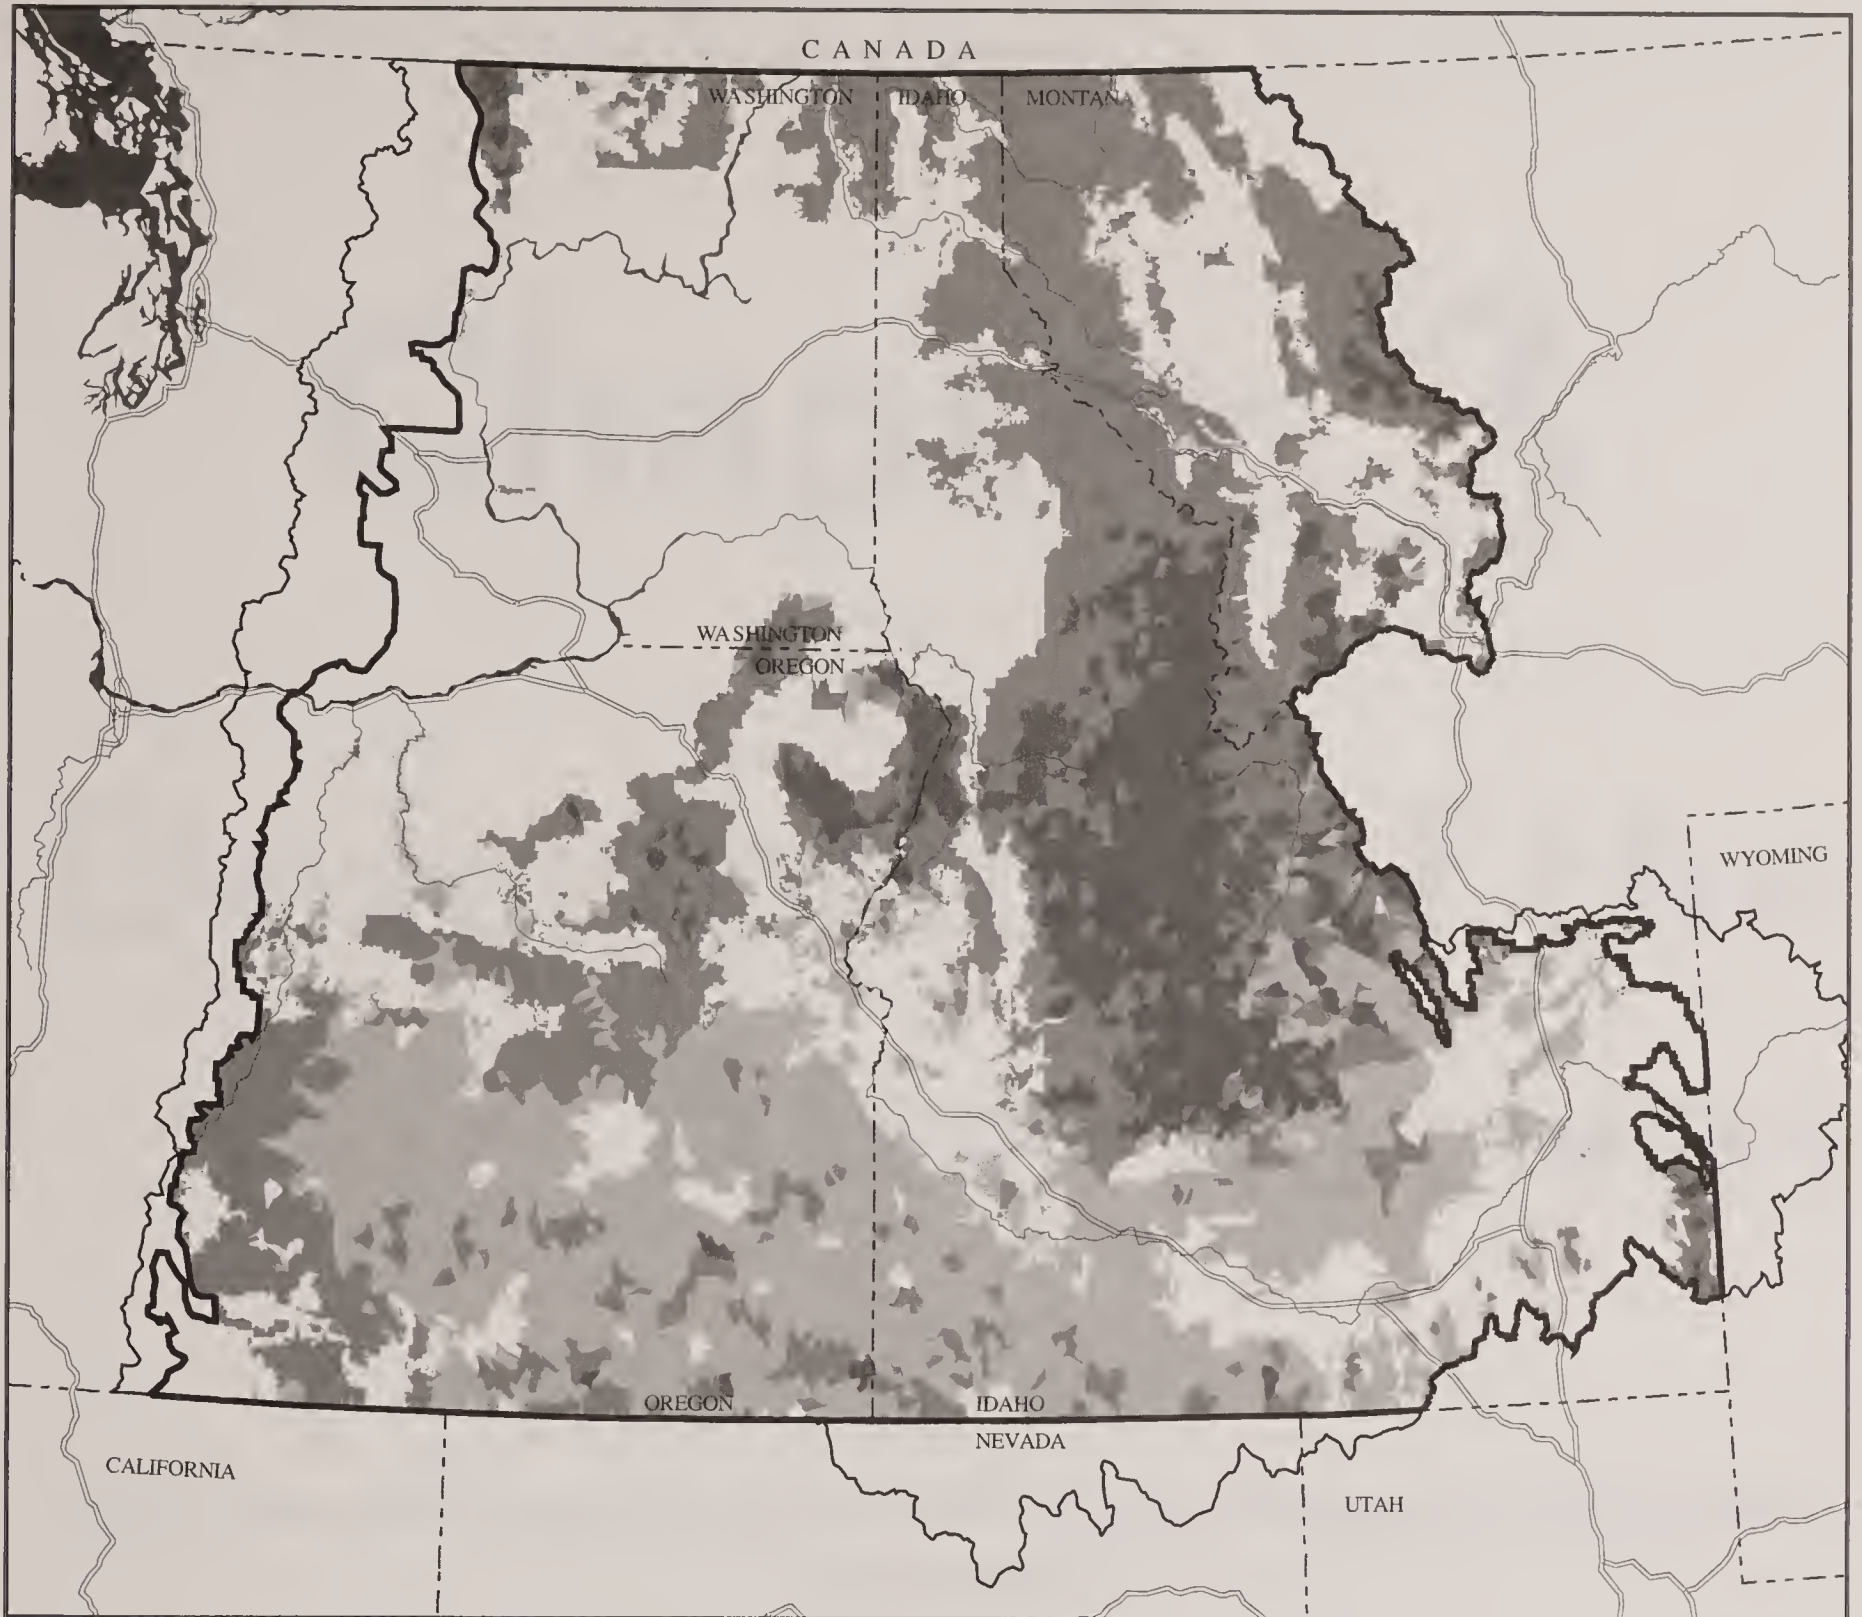 CANADA
WASHINGTON
IDAHO
MONTANA
WASHINGTON
OREGON
WYOMING
OREGON
IDAHO
NEVADA
CALIFORNIA
UTAH